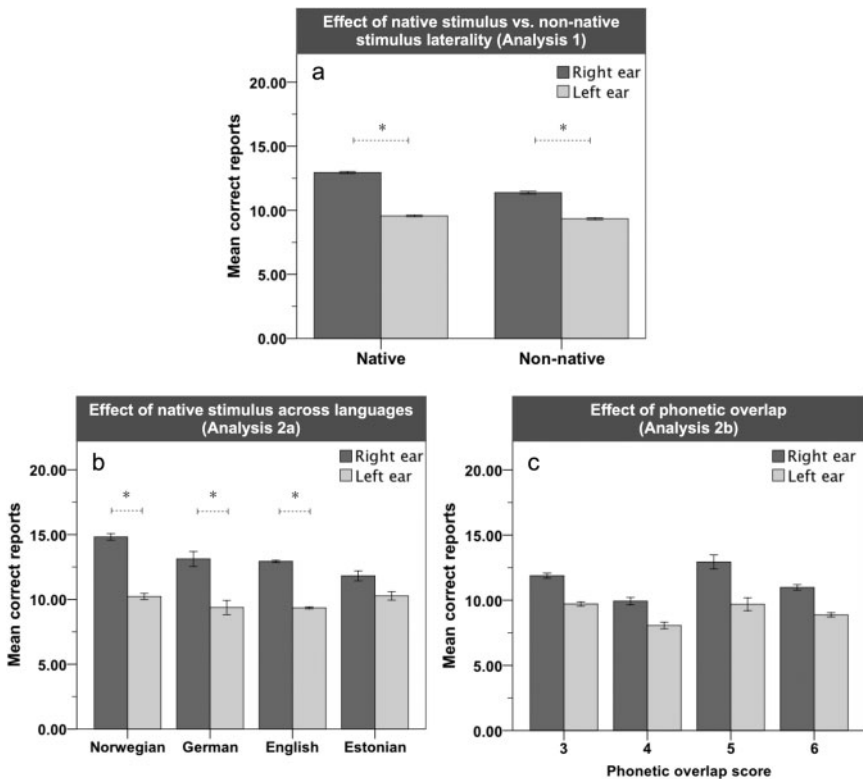 Effect of native stimulus vs. non-native
stimulus laterality (Analysis 1)
a
Right ear
Left ear
20.00
15.00
10.00
5.00
0.00
Mean correct reports
*
*
Native
Non-native
Effect of native stimulus across languages
(Analysis 2a)
b
Right ear
Left ear
20.00
15.00
10.00
5.00
0.00
Mean correct reports
*
*
*
Norwegian
German
English
Estonian
Effect of phonetic overlap
(Analysis 2b)
c
Right ear
Left ear
20.00
15.00
10.00
5.00
0.00
Mean correct reports
3
4
5
6
Phonetic overlap score